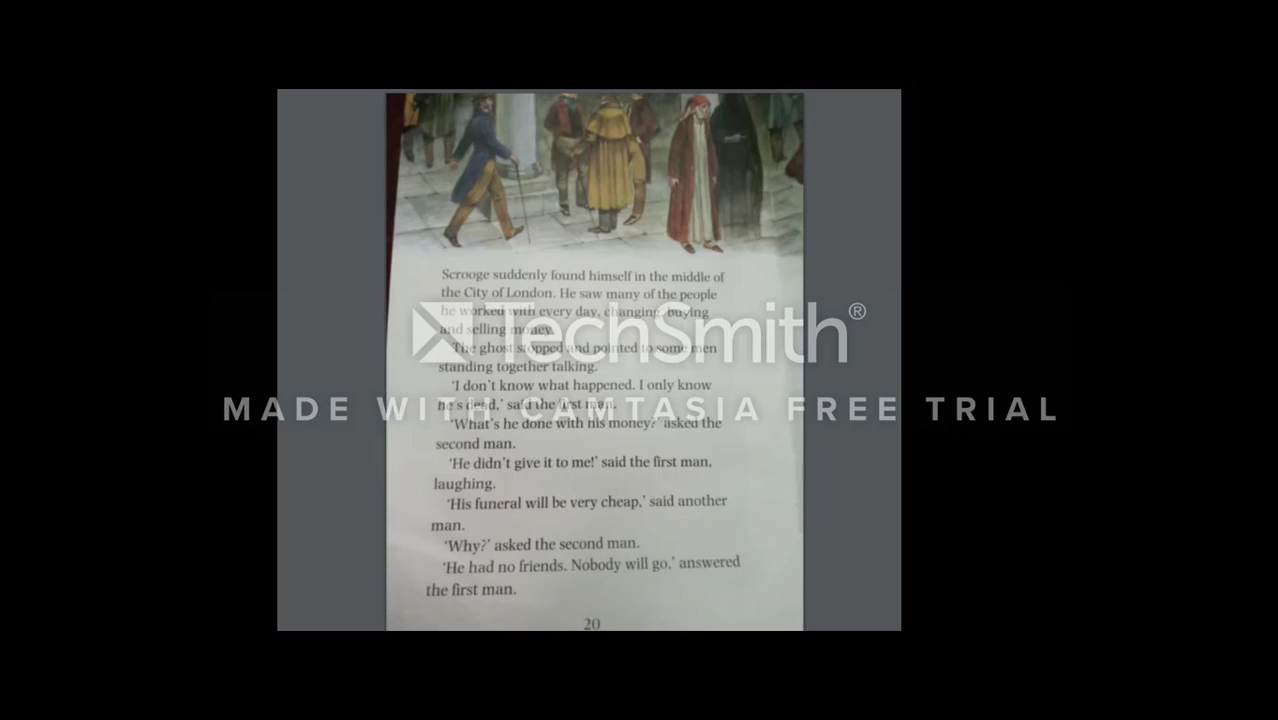 Scrooge suddenly found himself in the middle of
the City of London. He saw many of the people
he worked with every day, changing, buying
and selling money.
The ghost stopped and pointed to some men
standing together talking.
‘I don’t know what happened. I only know
he’s dead,’ said the first man.
‘What’s he done with his money?’ asked the
second man.
‘He didn’t give it to me!’ said the first man,
laughing.
‘His funeral will be very cheap,’ said another
man.
‘Why?’ asked the second man.
‘He had no friends. Nobody will go,’ answered
the first man.
20
TechSmith®
MADE WITH CAMTASIA FREE TRIAL